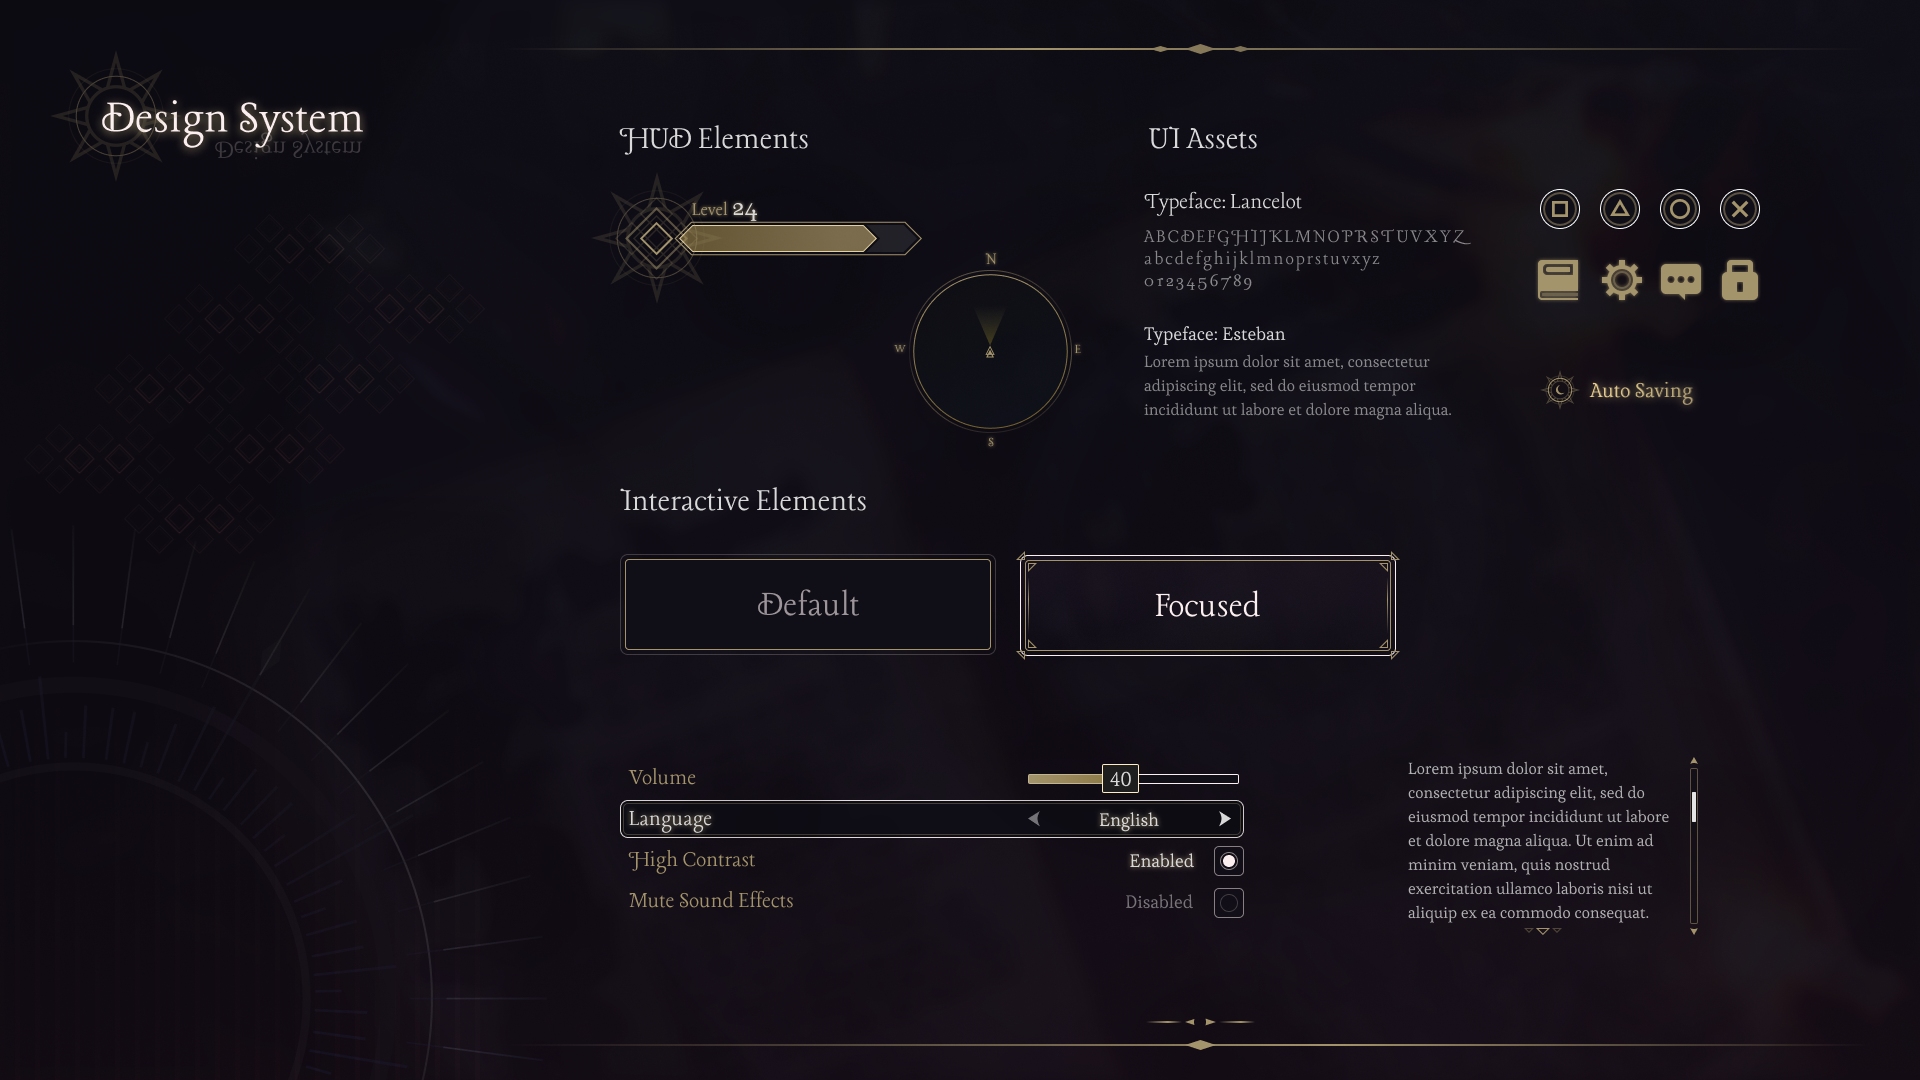 Design System
Design System
HUD Elements
Level 24
N
W
E
S
UI Assets
Typeface: Lancelot
ABCDEFGHIJKLMNOPRSTUVXYZ
abcdefghijklmnoprstuvxyz
0123456789
Typeface: Esteban
Lorem ipsum dolor sit amet, consectetur
adipiscing elit, sed do eiusmod tempor
incididunt ut labore et dolore magna aliqua.
Auto Saving
Interactive Elements
Default
Focused
Volume 40
Language English
High Contrast Enabled
Mute Sound Effects Disabled
Lorem ipsum dolor sit amet,
consectetur adipiscing elit, sed do
eiusmod tempor incididunt ut labore
et dolore magna aliqua. Ut enim ad
minim veniam, quis nostrud
exercitation ullamco laboris nisi ut
aliquip ex ea commodo consequat.